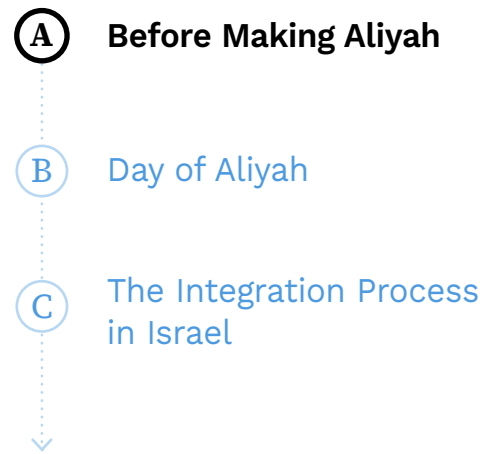 A Before Making Aliyah
B Day of Aliyah
C The Integration Process
in Israel